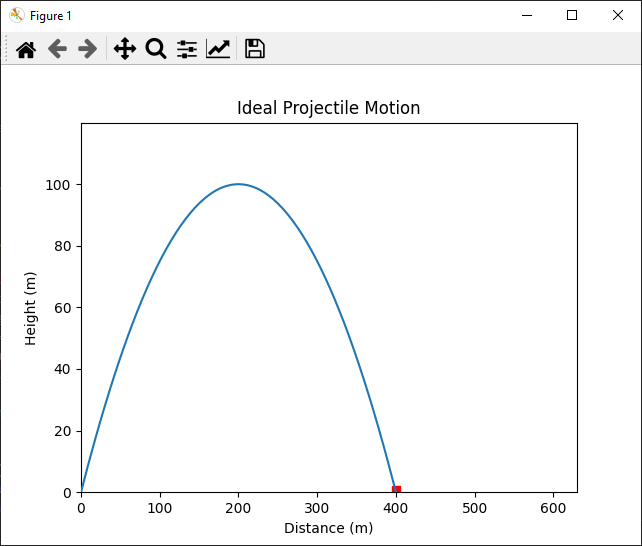 Figure 1
Ideal Projectile Motion
100
80
60
40
20
0
Height (m)
0 100 200 300 400 500 600
Distance (m)